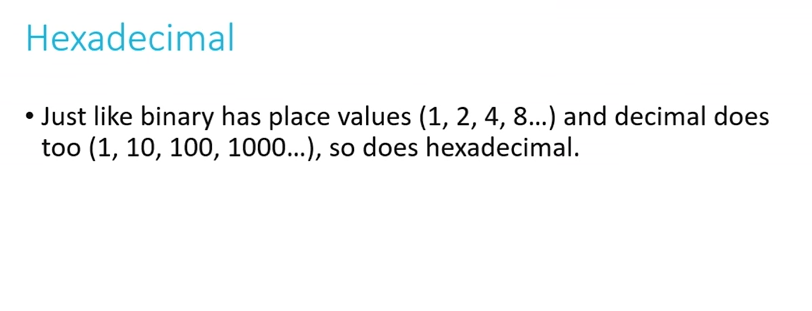 Hexadecimal
• Just like binary has place values (1, 2, 4, 8...) and decimal does
too (1, 10, 100, 1000...), so does hexadecimal.